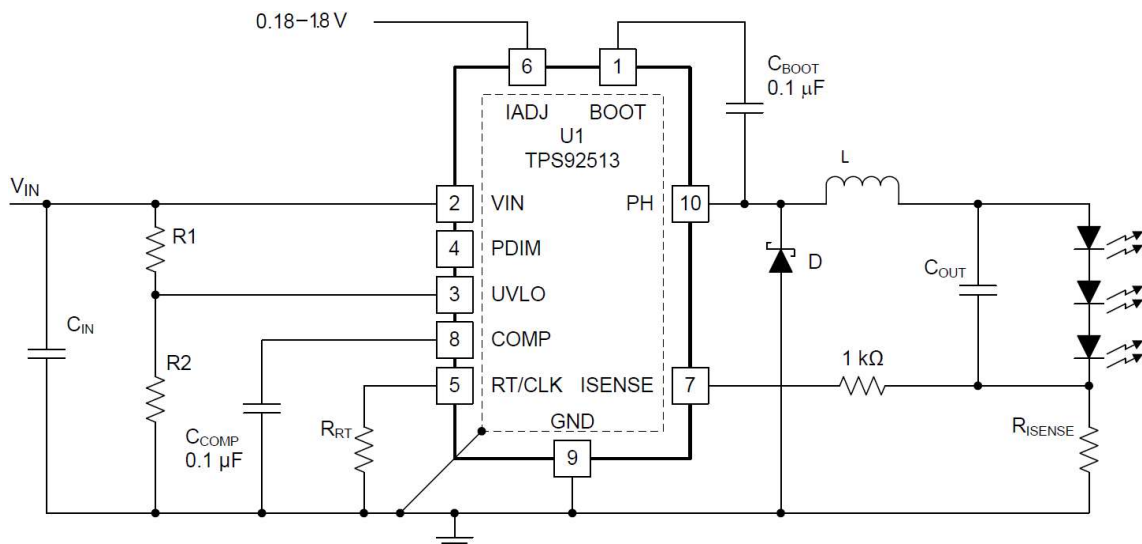 0.18–1.8 V
6
1
C_BOOT
0.1 µF
IADJ
BOOT
U1
TPS92513
L
V_IN
2
VIN
PH
10
R1
4
PDIM
D
C_OUT
3
UVLO
C_IN
8
COMP
R2
1 kΩ
5
RT/CLK
ISENSE
7
R_RT
GND
R_ISENSE
C_COMP
0.1 µF
9